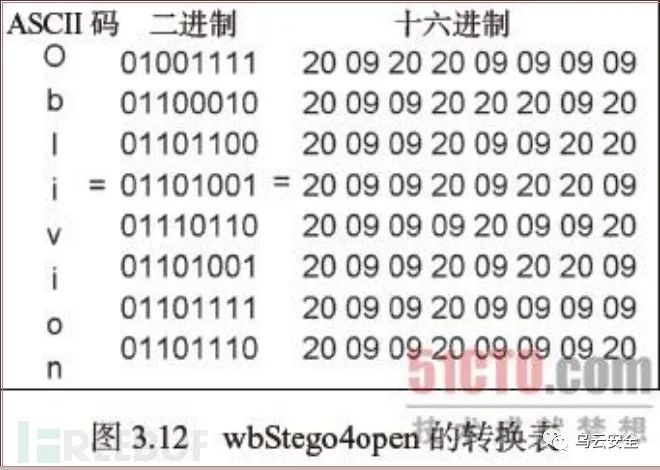 ASCII 码 二进制 十六进制
O 01001111 20 09 20 20 09 09 09 09
b 01100010 20 09 09 20 20 20 09 20
l 01101100 20 09 09 20 09 09 20 20
i = 01101001 = 20 09 09 20 09 20 20 09
v 01110110 20 09 09 09 20 09 09 20
i 01101001 20 09 09 20 09 20 20 09
o 01101111 20 09 09 20 09 09 09 09
n 01101110 20 09 09 20 09 09 09 20
51CTO.com
技术成就梦想
图 3.12 wbStego4open 的转换表
FREEBUF
乌云安全